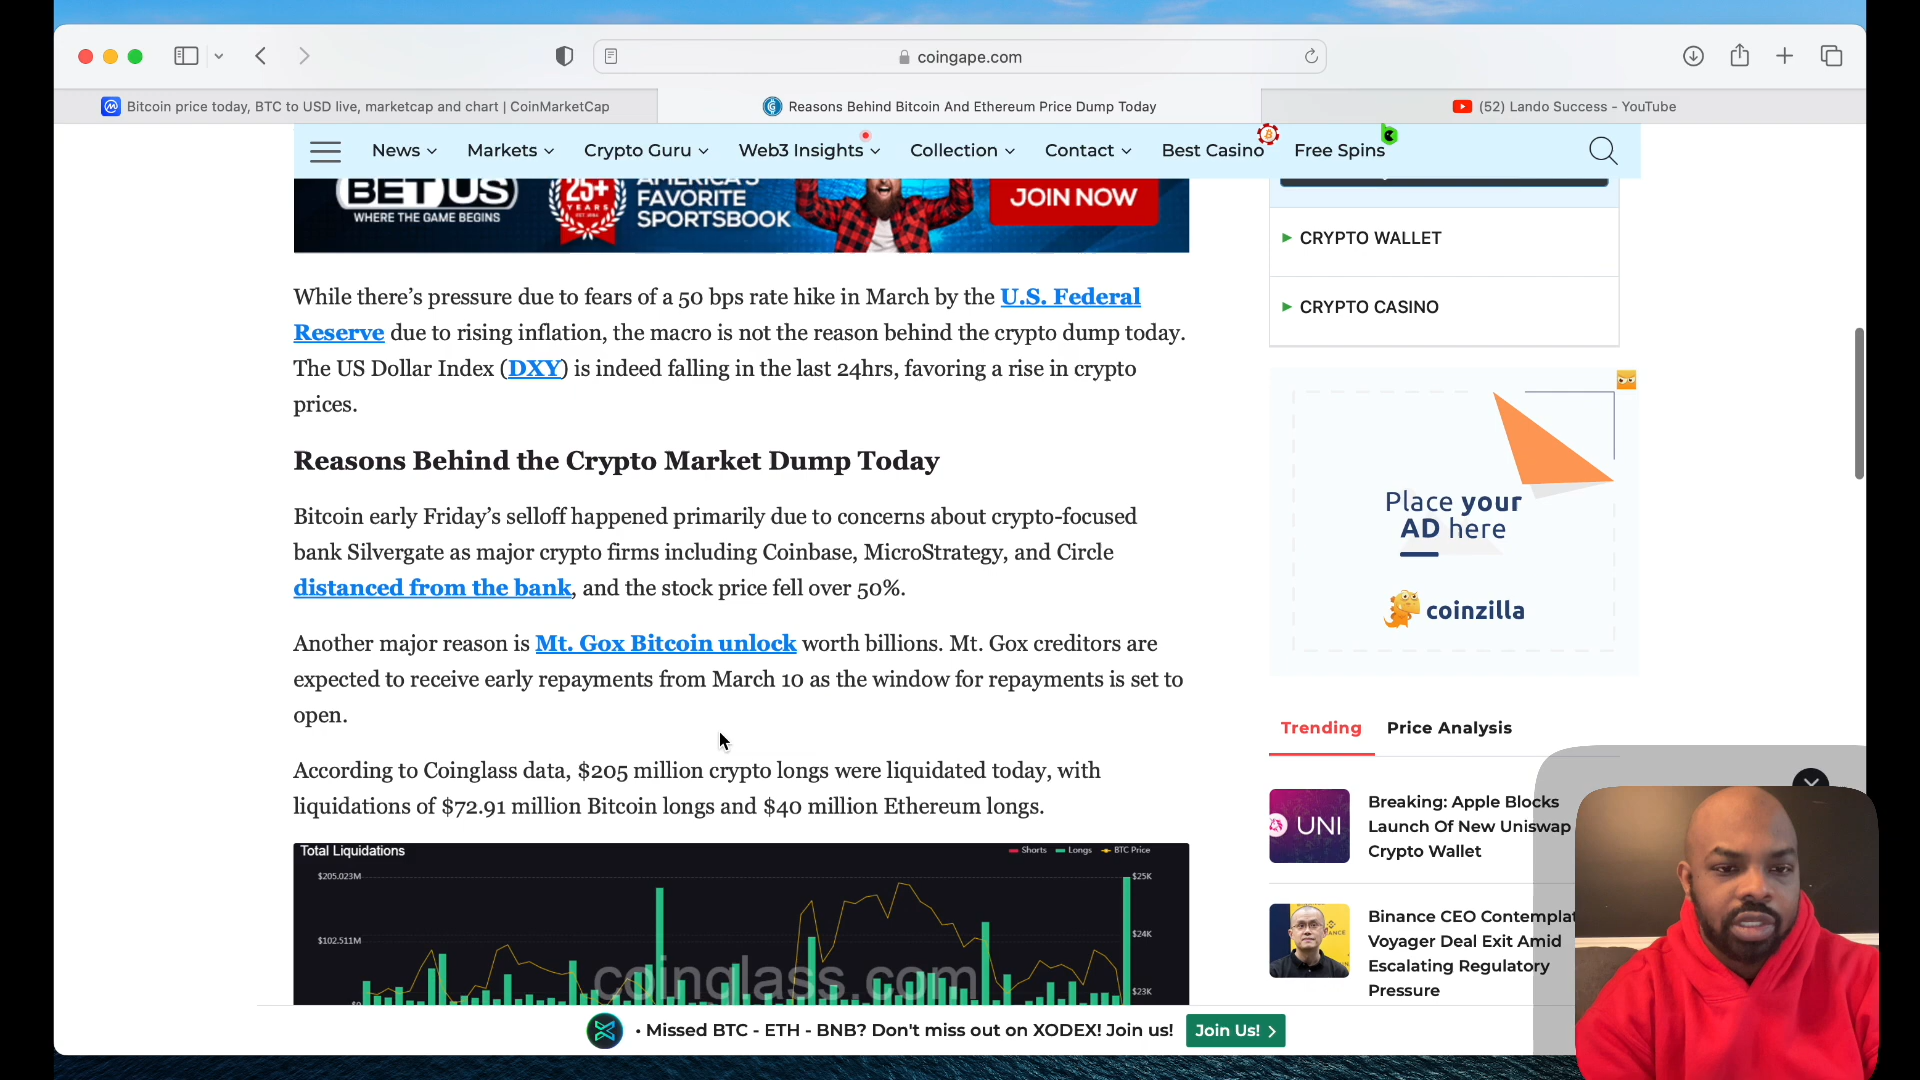 coingape.com
Bitcoin price today, BTC to USD live, marketcap and chart | CoinMarketCap
Reasons Behind Bitcoin And Ethereum Price Dump Today
(52) Lando Success - YouTube
News
Markets
Crypto Guru
Web3 Insights
Collection
Contact
Best Casino
Free Spins
BETUS
WHERE THE GAME BEGINS
25+
YEARS
AMERICA'S
FAVORITE
SPORTSBOOK
JOIN NOW
While there's pressure due to fears of a 50 bps rate hike in March by the U.S. Federal
Reserve due to rising inflation, the macro is not the reason behind the crypto dump today.
The US Dollar Index (DXY) is indeed falling in the last 24hrs, favoring a rise in crypto
prices.
Reasons Behind the Crypto Market Dump Today
Bitcoin early Friday's selloff happened primarily due to concerns about crypto-focused
bank Silvergate as major crypto firms including Coinbase, MicroStrategy, and Circle
distanced from the bank, and the stock price fell over 50%.
Another major reason is Mt. Gox Bitcoin unlock worth billions. Mt. Gox creditors are
expected to receive early repayments from March 10 as the window for repayments is set to
open.
According to Coinglass data, $205 million crypto longs were liquidated today, with
liquidations of $72.91 million Bitcoin longs and $40 million Ethereum longs.
Total Liquidations
Shorts Longs BTC Price
$205.023M
$25K
$102.511M
$24K
$0
$23K
coinglass.com
CRYPTO WALLET
CRYPTO CASINO
Place your
AD here
coinzilla
Trending
Price Analysis
UNI
Breaking: Apple Blocks
Launch Of New Uniswap
Crypto Wallet
Binance CEO Contemplat
Voyager Deal Exit Amid
Escalating Regulatory
Pressure
• Missed BTC - ETH - BNB? Don't miss out on XODEX! Join us!
Join Us!